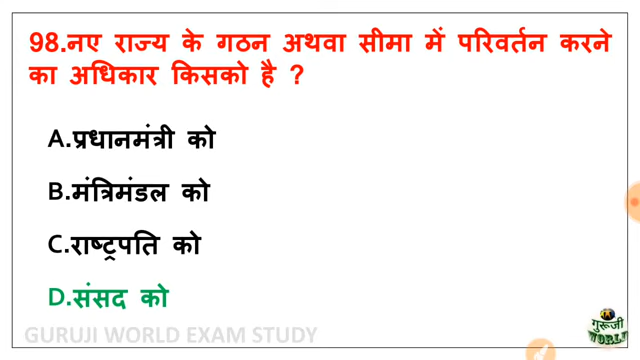 98.नए राज्य के गठन अथवा सीमा में परिवर्तन करने
का अधिकार किसको है ?
A.प्रधानमंत्री को
B.मंत्रिमंडल को
C.राष्ट्रपति को
D.संसद को
GURUJI WORLD EXAM STUDY
गुरूजी
WORLD